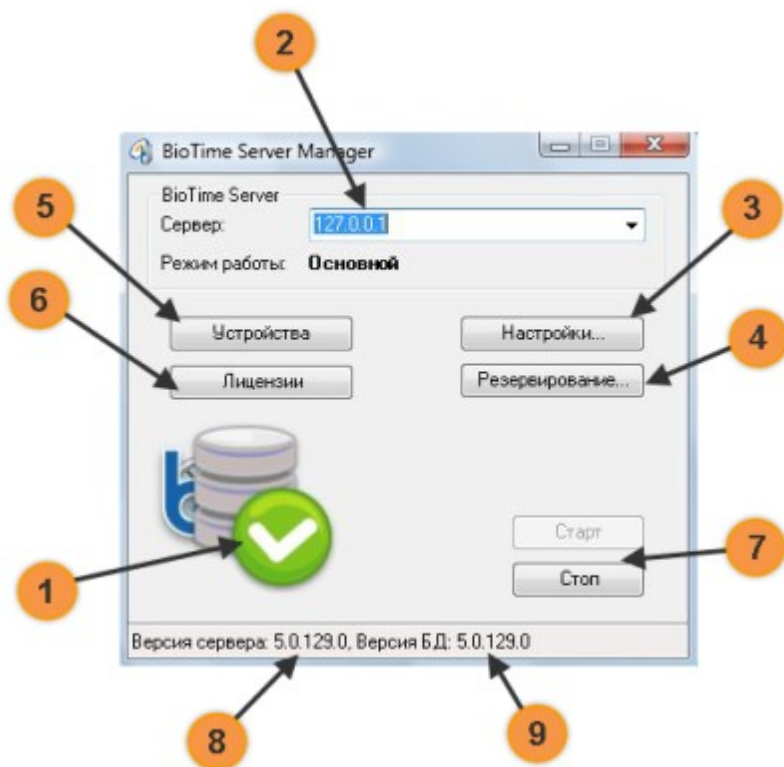 2
BioTime Server Manager
5
BioTime Server
3
Сервер: 127.0.0.1
Режим работы: Основной
6
Устройства Настройки...
4
Лицензии Резервирование...
Старт
7
1
Стоп
Версия сервера: 5.0.129.0, Версия БД: 5.0.129.0
8 9